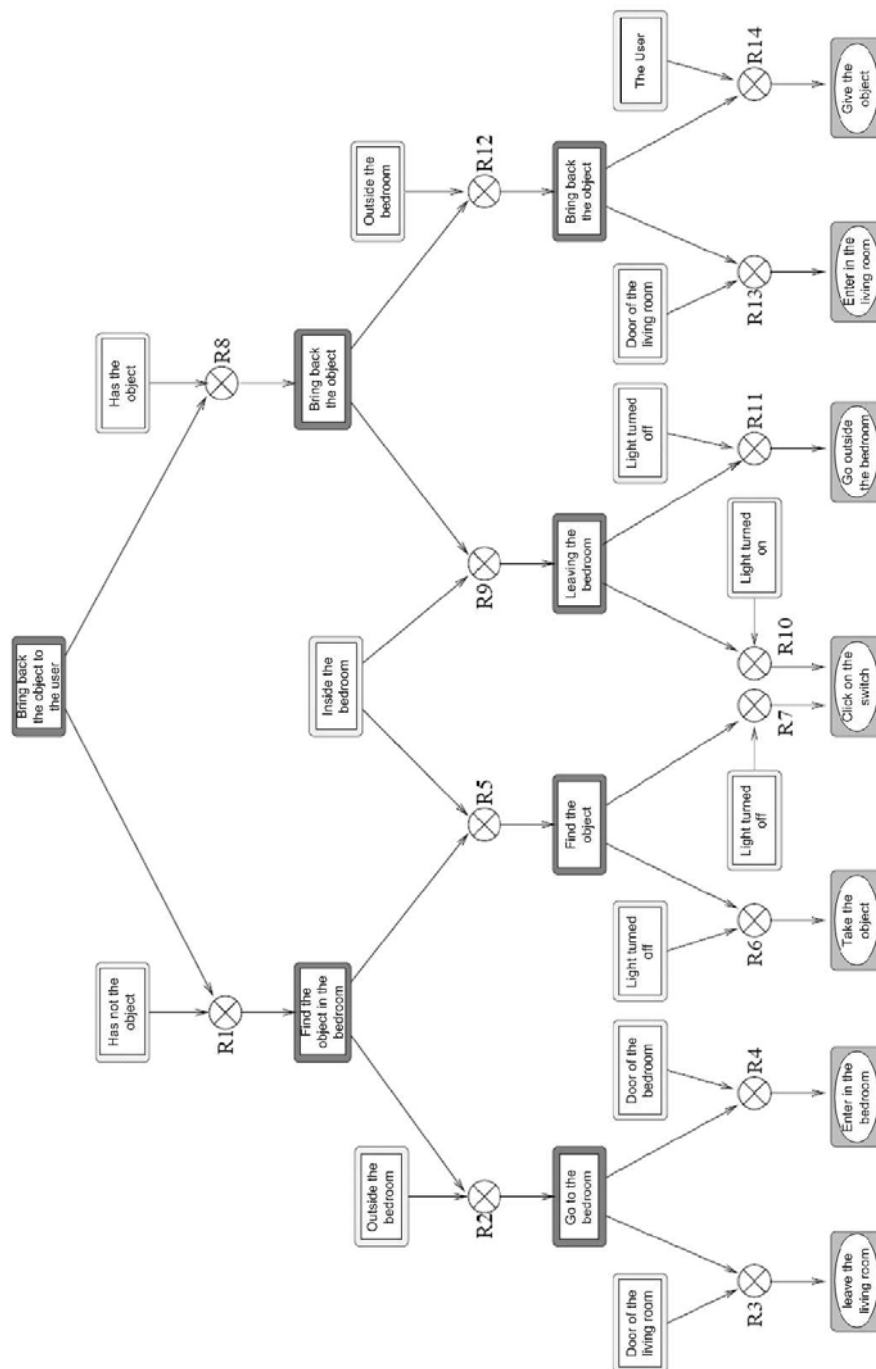 Bring back
the object to
the user
Has not the
object
Has the
object
R1
R8
Find the
object in the
bedroom
Inside the
bedroom
Bring back
the object
Outside the
bedroom
Outside the
bedroom
R2
R5
R9
R12
Go to the
bedroom
Find the
object
Leaving the
bedroom
Bring back
the object
Door of the
living room
Door of the
bedroom
Light turned
off
Light turned
off
Door of the
living room
The User
R3
R4
R6
Light turned
off
R7
R10
Light turned
on
R11
R13
R14
leave the
living room
Enter in the
bedroom
Take the
object
Click on the
switch
Go outside
the bedroom
Enter in the
living room
Give the
object